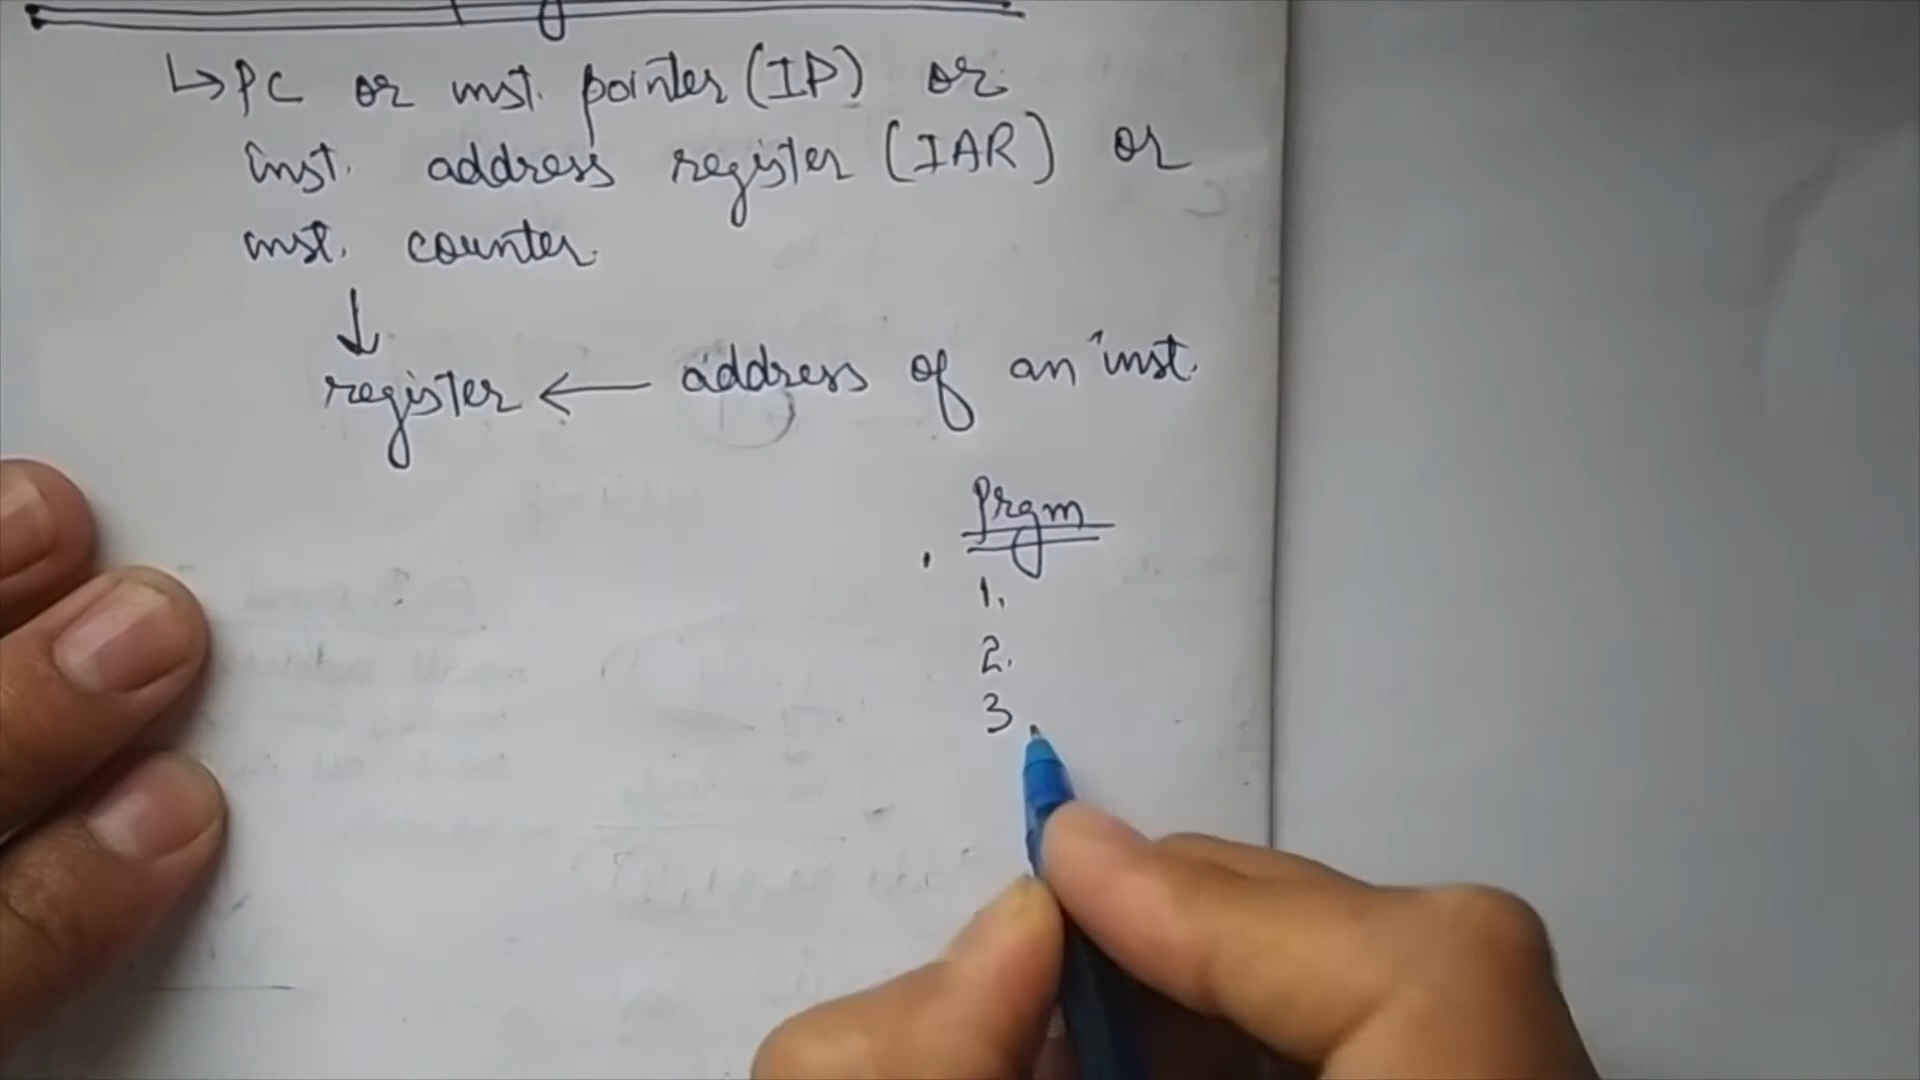 ↳ PC or inst. pointer (IP) or
inst. address register (IAR) or
inst. counter.
↓
register ← address of an inst.
Prgm
1.
2.
3.